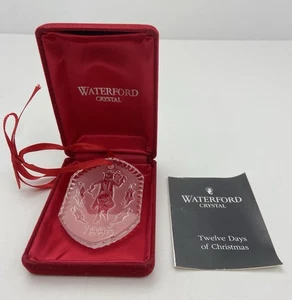 WATERFORD
CRYSTAL
WATERFORD
CRYSTAL
Twelve Days
of Christmas